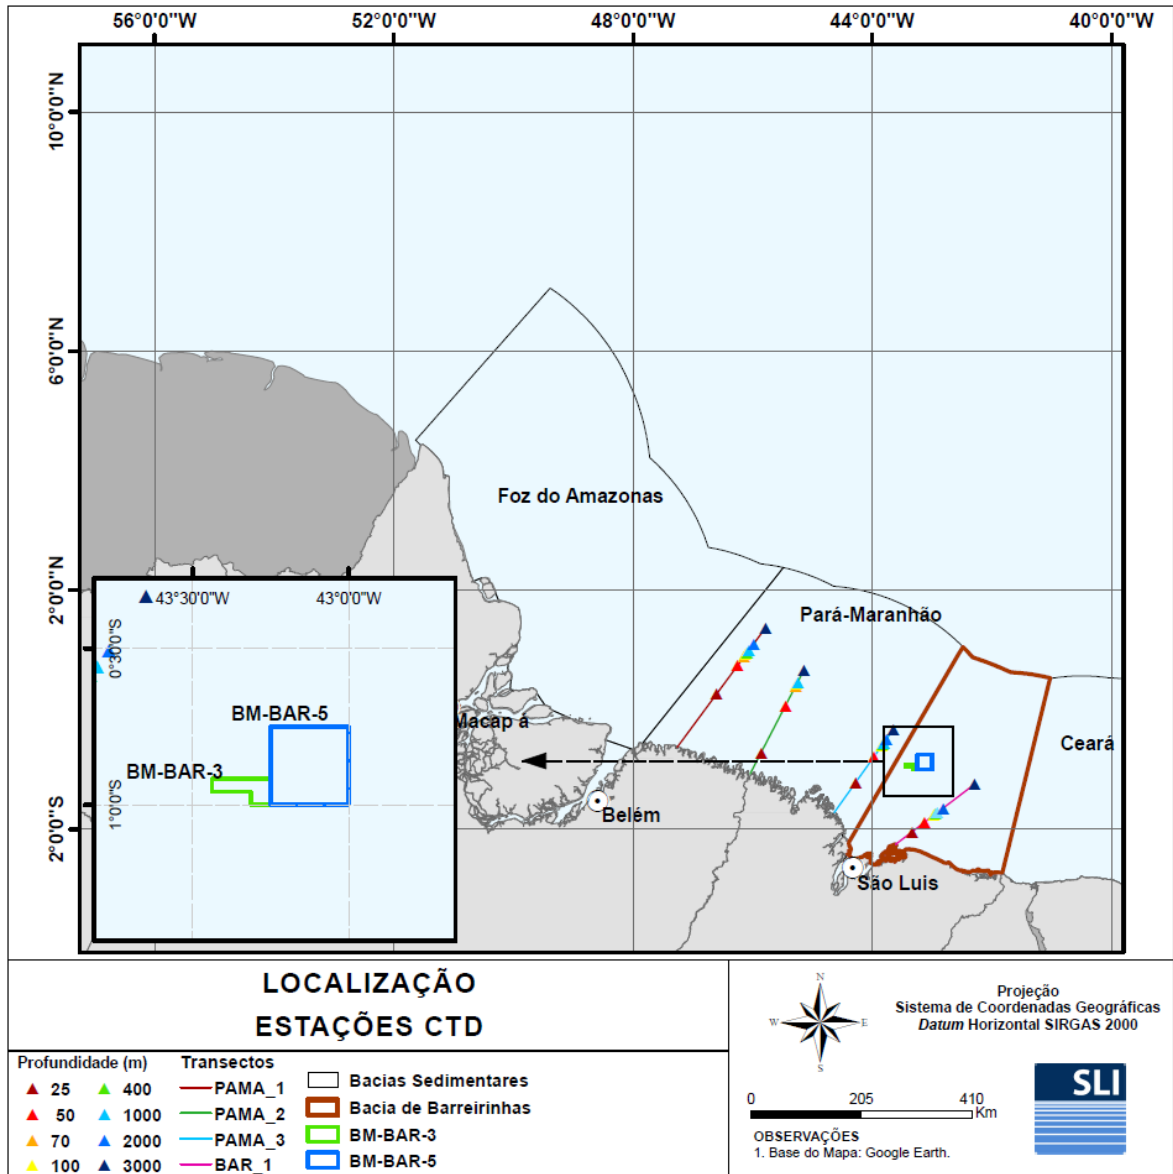 56°0'0"W 52°0'0"W 48°0'0"W 44°0'0"W 40°0'0"W
10°0'0"N
6°0'0"N
2°0'0"N
2°0'0"S
Foz do Amazonas
Pará-Maranhão
Ceará
Macap á
Belém
São Luis
43°30'0"W 43°0'0"W
0°30'0"S
1°0'0"S
BM-BAR-5
BM-BAR-3
LOCALIZAÇÃO
ESTAÇÕES CTD
Profundidade (m)
25 400
50 1000
70 2000
100 3000
Transectos
PAMA_1
PAMA_2
PAMA_3
BAR_1
Bacias Sedimentares
Bacia de Barreirinhas
BM-BAR-3
BM-BAR-5
N
W E
S
Projeção
Sistema de Coordenadas Geográficas
Datum Horizontal SIRGAS 2000
0 205 410
Km
OBSERVAÇÕES
1. Base do Mapa: Google Earth.
SLI